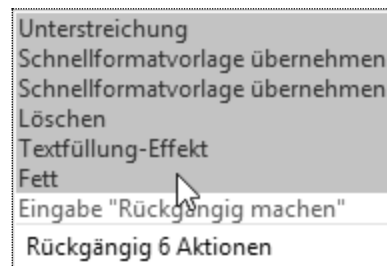 Unterstreichung
Schnellformatvorlage übernehmen
Schnellformatvorlage übernehmen
Löschen
Textfüllung-Effekt
Fett
Eingabe "Rückgängig machen"
Rückgängig 6 Aktionen